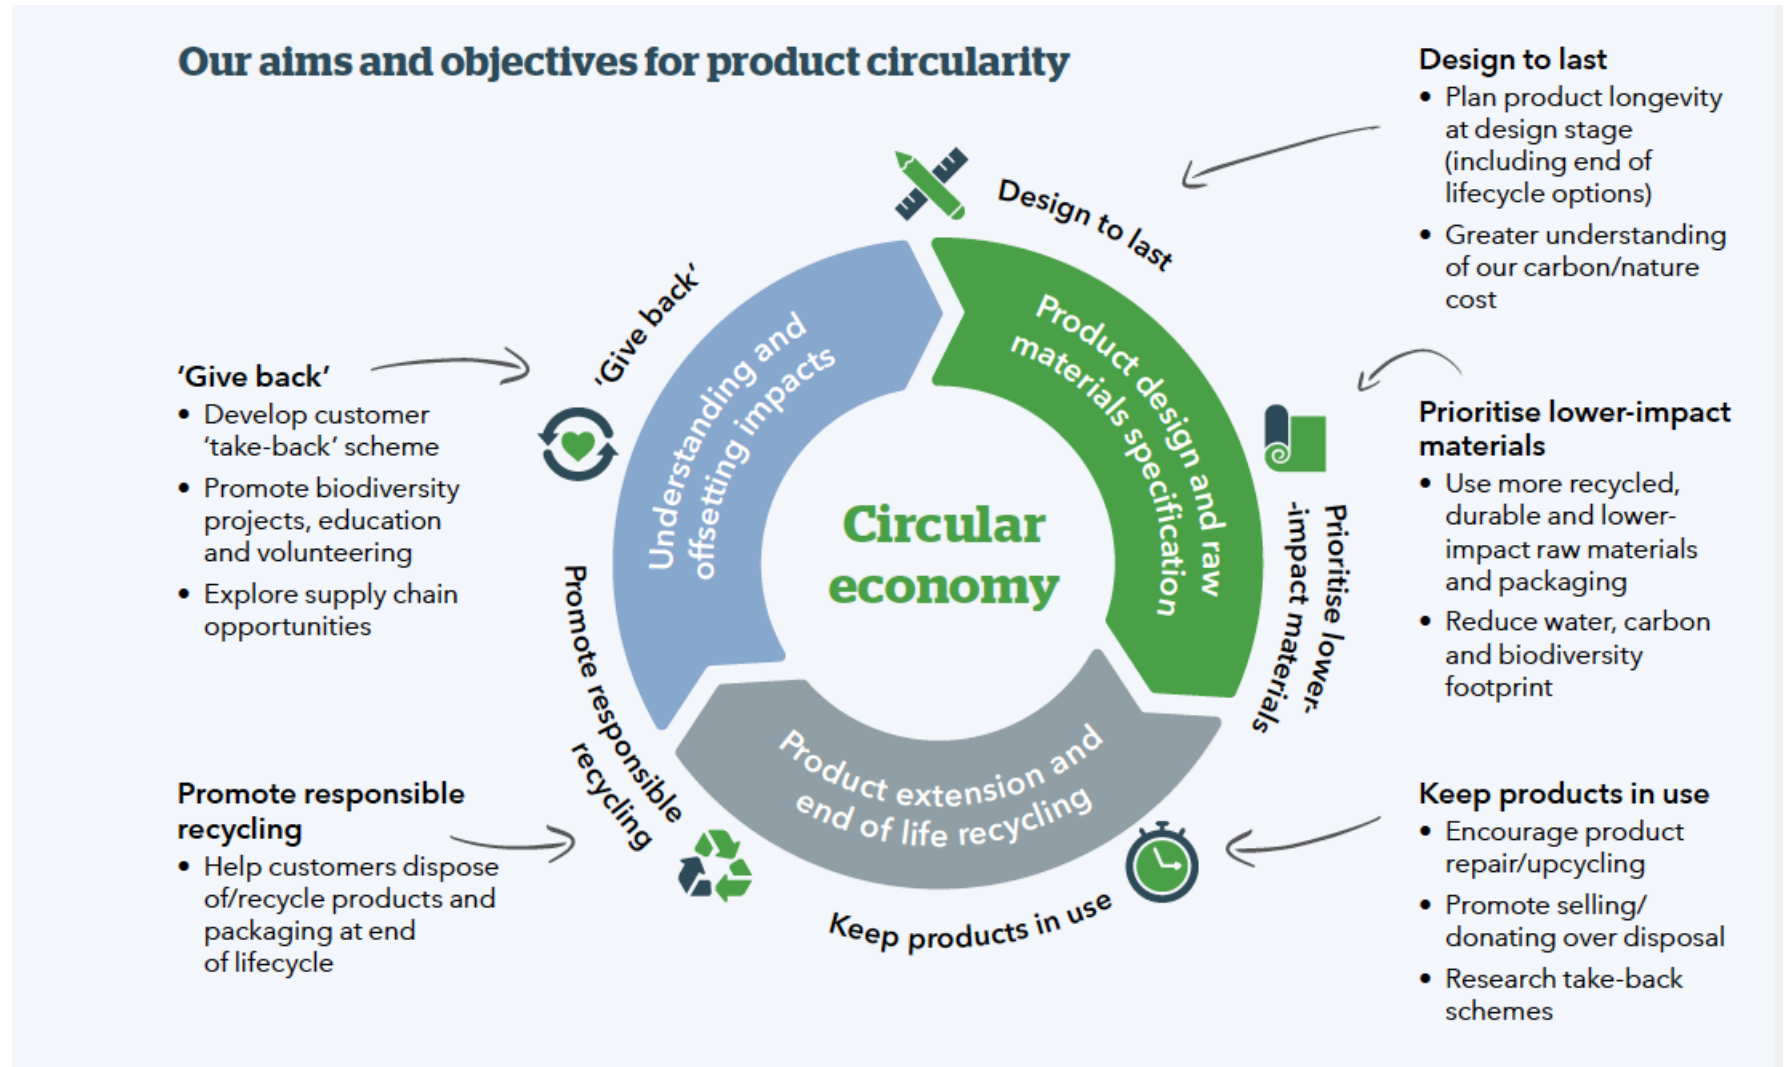 Our aims and objectives for product circularity
Design to last
• Plan product longevity
at design stage
(including end of
lifecycle options)
• Greater understanding
of our carbon/nature
cost
Prioritise lower-impact
materials
• Use more recycled,
durable and lower-
impact raw materials
and packaging
• Reduce water, carbon
and biodiversity
footprint
Keep products in use
• Encourage product
repair/upcycling
• Promote selling/
donating over disposal
• Research take-back
schemes
Promote responsible
recycling
• Help customers dispose
of/recycle products and
packaging at end
of lifecycle
‘Give back’
• Develop customer
‘take-back’ scheme
• Promote biodiversity
projects, education
and volunteering
• Explore supply chain
opportunities
Design to last
Prioritise lower-
-impact materials
Keep products in use
Promote responsible
recycling
‘Give back’
Product design and raw
materials specification
Product extension and
end of life recycling
Understanding and
offsetting impacts
Circular
economy